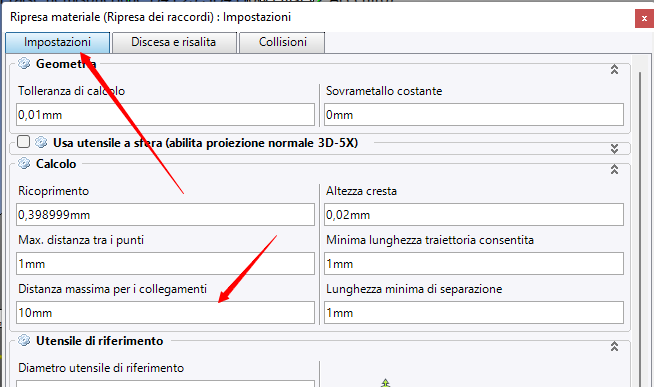 Ripresa materiale (Ripresa dei raccordi) : Impostazioni
x
Impostazioni
Discesa e risalita
Collisioni
Geometria
Tolleranza di calcolo
Sovrametallo costante
0,01mm
0mm
Usa utensile a sfera (abilita proiezione normale 3D-5X)
Calcolo
Ricoprimento
Altezza cresta
0,398999mm
0,02mm
Max. distanza tra i punti
Minima lunghezza traiettoria consentita
1mm
1mm
Distanza massima per i collegamenti
Lunghezza minima di separazione
10mm
1mm
Utensile di riferimento
Diametro utensile di riferimento